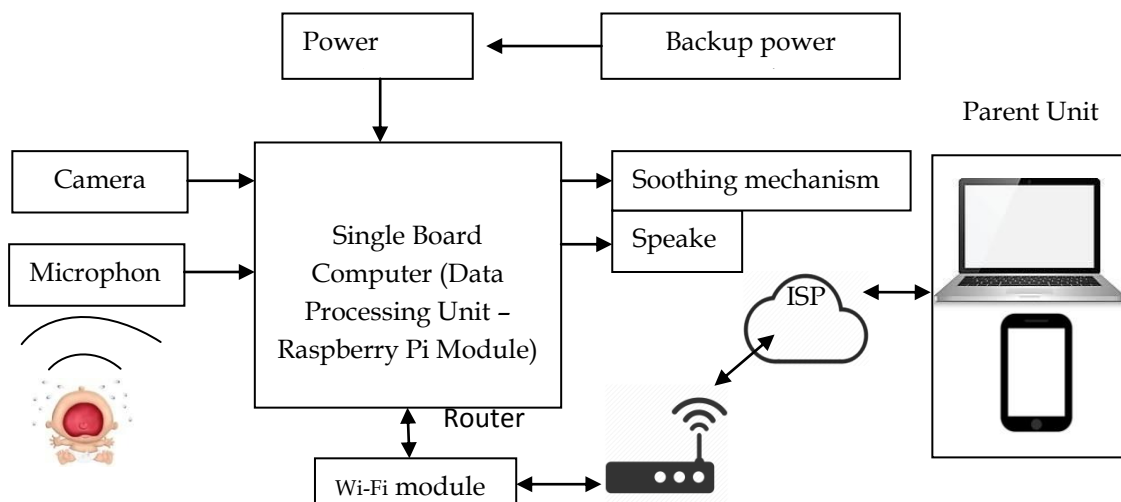 Power
Backup power
Parent Unit
Camera
Soothing mechanism
Single Board
Computer (Data
Processing Unit –
Raspberry Pi Module)
Speake
Microphon
ISP
Router
Wi-Fi module